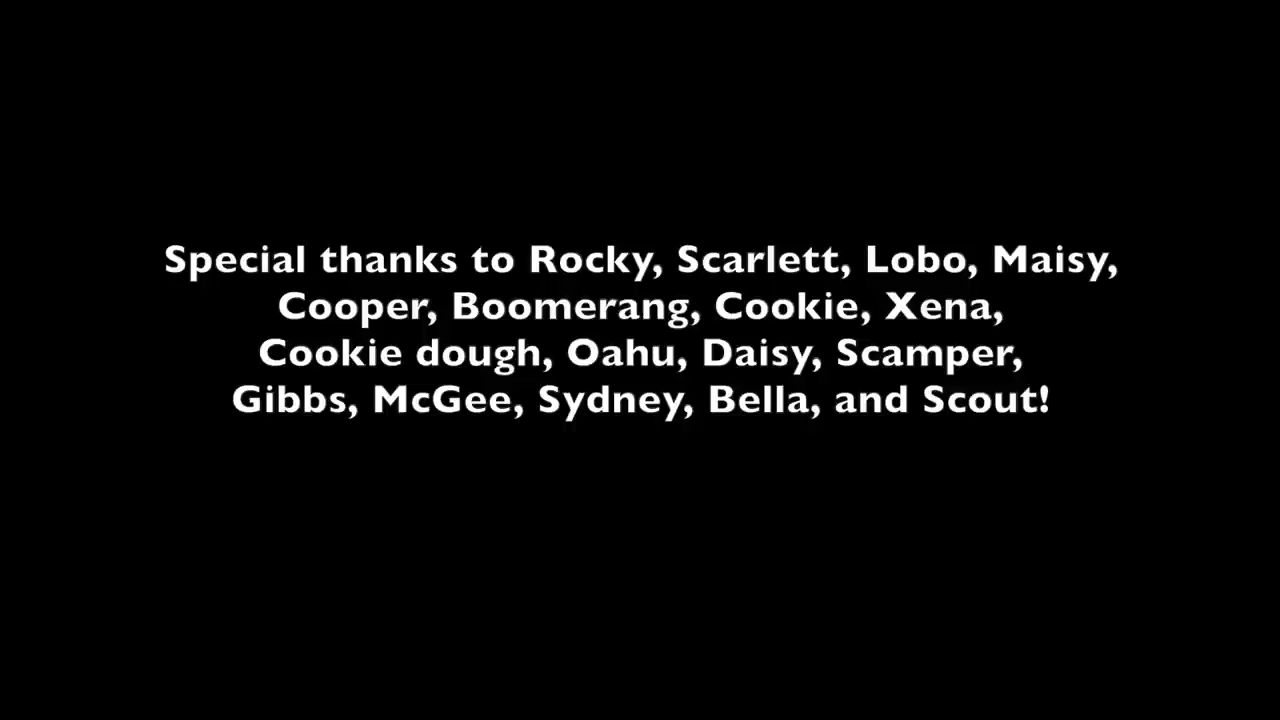 Special thanks to Rocky, Scarlett, Lobo, Maisy,
Cooper, Boomerang, Cookie, Xena,
Cookie dough, Oahu, Daisy, Scamper,
Gibbs, McGee, Sydney, Bella, and Scout!